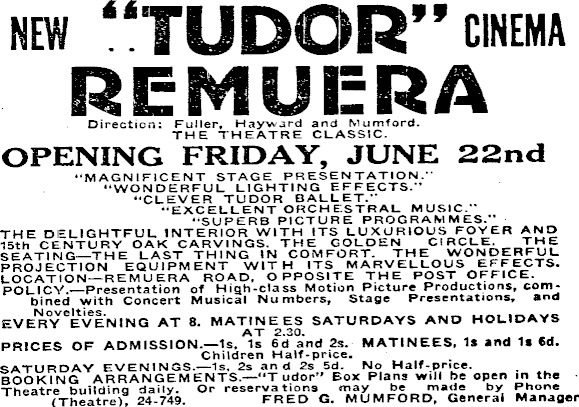 NEW "TUDOR" CINEMA
REMUERA
Direction: Fuller, Hayward and Mumford.
THE THEATRE CLASSIC.
OPENING FRIDAY, JUNE 22nd
"MAGNIFICENT STAGE PRESENTATION."
"WONDERFUL LIGHTING EFFECTS."
"CLEVER TUDOR BALLET."
"EXCELLENT ORCHESTRAL MUSIC."
"SUPERB PICTURE PROGRAMMES."
THE DELIGHTFUL INTERIOR WITH ITS LUXURIOUS FOYER AND
15th CENTURY OAK CARVINGS. THE GOLDEN CIRCLE. THE
SEATING—THE LAST THING IN COMFORT. THE WONDERFUL
PROJECTION EQUIPMENT WITH ITS MARVELLOUS EFFECTS.
LOCATION—REMUERA ROAD, OPPOSITE THE POST OFFICE.
POLICY.—Presentation of High-class Motion Picture Productions, com-
bined with Concert Musical Numbers, Stage Presentations, and
Novelties.
EVERY EVENING AT 8. MATINEES SATURDAYS AND HOLIDAYS
AT 2.30.
PRICES OF ADMISSION.—1s, 1s 6d and 2s. MATINEES, 1s and 1s 6d.
Children Half-price.
SATURDAY EVENINGS.—1s, 2s and 2s 5d. No Half-price.
BOOKING ARRANGEMENTS.—"Tudor" Box Plans will be open in the
Theatre building daily. Or reservations may be made by Phone
(Theatre), 24-749. FRED G. MUMFORD, General Manager